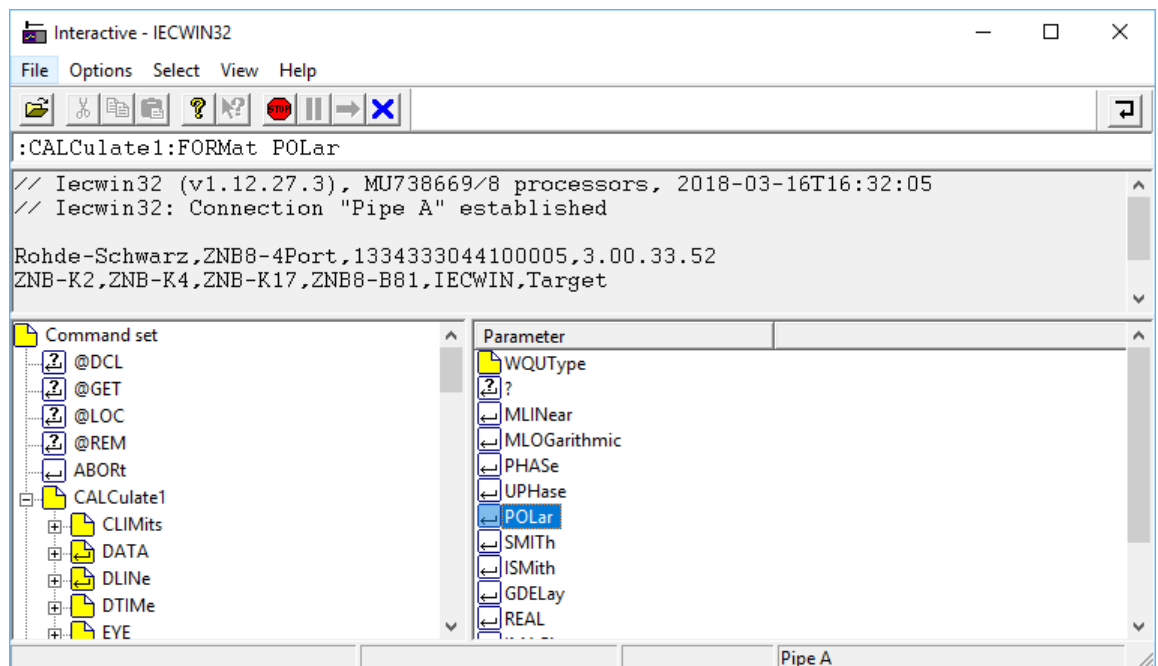 Interactive - IECWIN32
File Options Select View Help
STOP
:CALCulate1:FORMat POLar
// Iecwin32 (v1.12.27.3), MU738669/8 processors, 2018-03-16T16:32:05
// Iecwin32: Connection "Pipe A" established
Rohde-Schwarz,ZNB8-4Port,1334333044100005,3.00.33.52
ZNB-K2,ZNB-K4,ZNB-K17,ZNB8-B81,IECWIN,Target
Command set
@DCL
@GET
@LOC
@REM
ABORt
CALCulate1
CLIMits
DATA
DLINe
DTIMe
EYE
Parameter
WQUType
?
MLINear
MLOGarithmic
PHASe
UPHase
POLar
SMITh
ISMith
GDELay
REAL
Pipe A